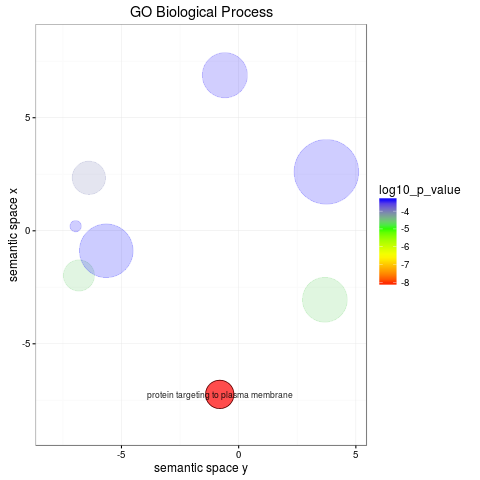 GO Biological Process
5
0
-5
semantic space x
-5
0
5
semantic space y
protein targeting to plasma membrane
log10_p_value
-4
-5
-6
-7
-8